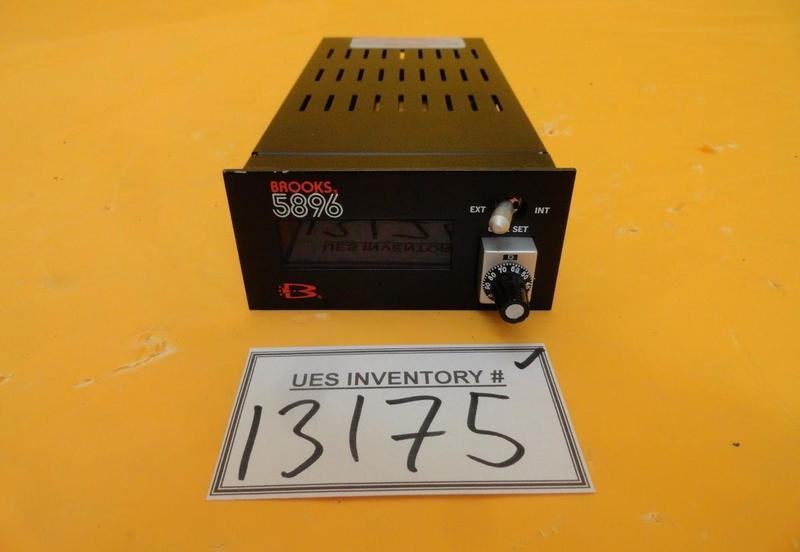 BROOKS
5896
EXT INT
SET
B
UES INVENTORY #
13175